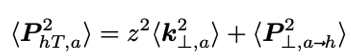 ⟨P²_{hT,a}⟩ = z²⟨k²_{⊥,a}⟩ + ⟨P²_{⊥,a→h}⟩